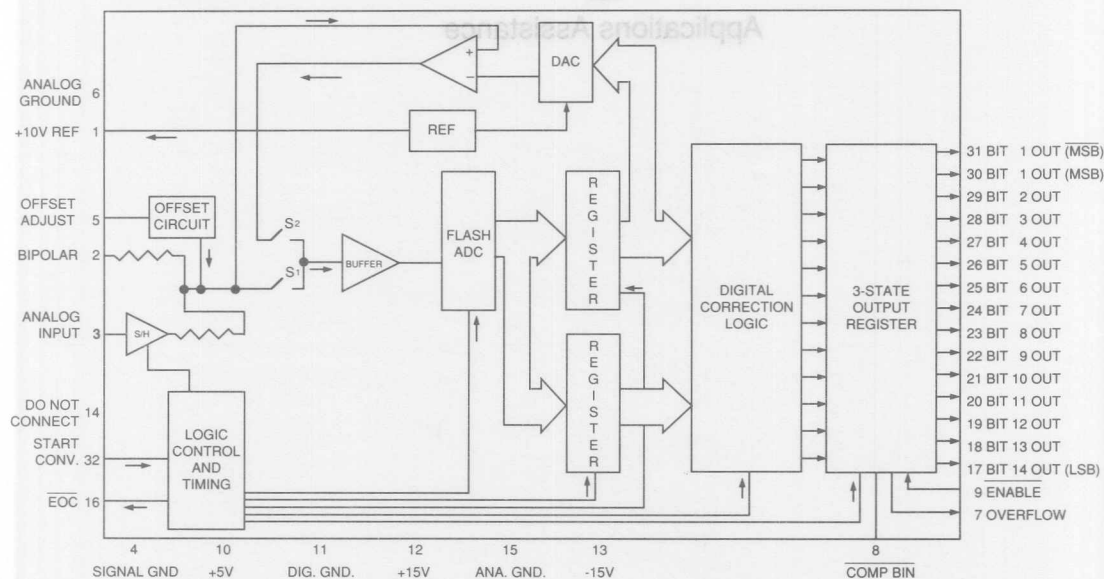 Applications Assistance
ANALOG
GROUND 6
+10V REF 1
OFFSET
ADJUST 5
BIPOLAR 2
ANALOG
INPUT 3
DO NOT
CONNECT 14
START
CONV. 32
EOC 16
OFFSET
CIRCUIT
S/H
LOGIC
CONTROL
AND
TIMING
S2
S1
BUFFER
+
−
DAC
REF
FLASH
ADC
REGISTER
REGISTER
DIGITAL
CORRECTION
LOGIC
3-STATE
OUTPUT
REGISTER
31 BIT 1 OUT (MSB)
30 BIT 1 OUT (MSB)
29 BIT 2 OUT
28 BIT 3 OUT
27 BIT 4 OUT
26 BIT 5 OUT
25 BIT 6 OUT
24 BIT 7 OUT
23 BIT 8 OUT
22 BIT 9 OUT
21 BIT 10 OUT
20 BIT 11 OUT
19 BIT 12 OUT
18 BIT 13 OUT
17 BIT 14 OUT (LSB)
9 ENABLE
7 OVERFLOW
4 10 11 12 15 13 8
SIGNAL GND +5V DIG. GND. +15V ANA. GND. -15V COMP BIN